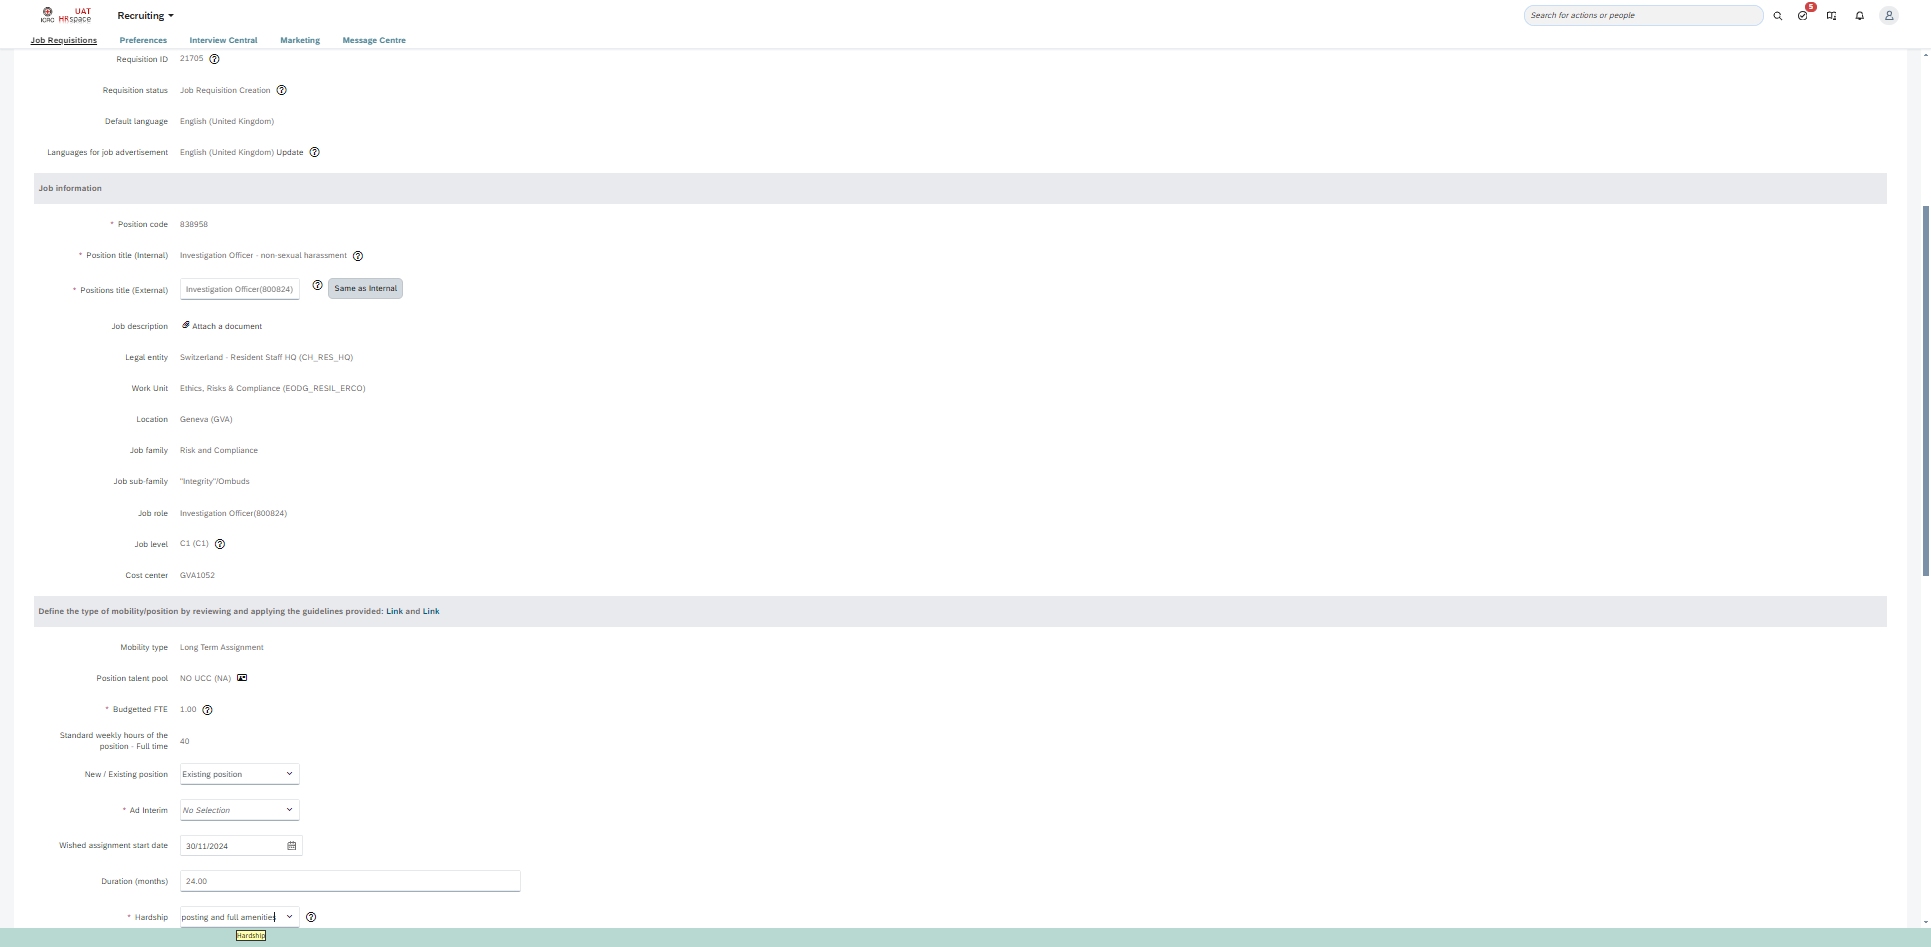 ICRC
UAT
HRspace
Recruiting
Search for actions or people
5
Job Requisitions
Preferences
Interview Central
Marketing
Message Centre
Requisition ID 21705
Requisition status Job Requisition Creation
Default language English (United Kingdom)
Languages for job advertisement English (United Kingdom) Update
Job information
* Position code 838958
* Position title (Internal) Investigation Officer - non-sexual harassment
* Positions title (External) Investigation Officer(800824) Same as Internal
Job description Attach a document
Legal entity Switzerland - Resident Staff HQ (CH_RES_HQ)
Work Unit Ethics, Risks & Compliance (EODG_RESIL_ERCO)
Location Geneva (GVA)
Job family Risk and Compliance
Job sub-family "Integrity"/Ombuds
Job role Investigation Officer(800824)
Job level C1 (C1)
Cost center GVA1052
Define the type of mobility/position by reviewing and applying the guidelines provided: Link and Link
Mobility type Long Term Assignment
Position talent pool NO UCC (NA)
* Budgetted FTE 1.00
Standard weekly hours of the
position - Full time 40
New / Existing position Existing position
* Ad Interim No Selection
Wished assignment start date 30/11/2024
Duration (months) 24.00
* Hardship posting and full amenities
Hardship